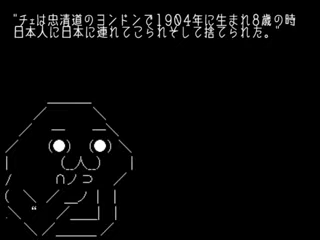 "チェは忠清道のヨンドンで1904年に生まれ8歳の時
日本人に日本に連れてこられそして捨てられた。"